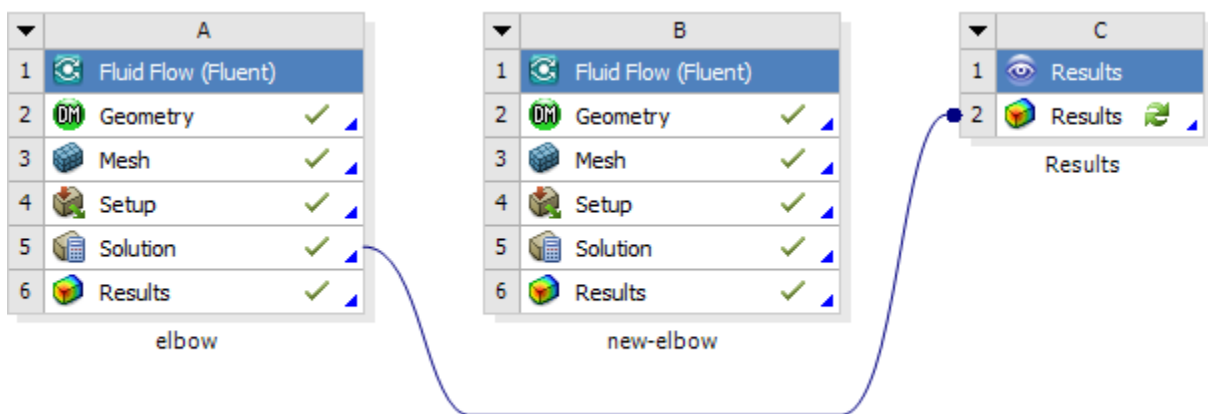 A
1 Fluid Flow (Fluent)
2 DM Geometry
3 Mesh
4 Setup
5 Solution
6 Results
elbow
B
1 Fluid Flow (Fluent)
2 DM Geometry
3 Mesh
4 Setup
5 Solution
6 Results
new-elbow
C
1 Results
2 Results
Results